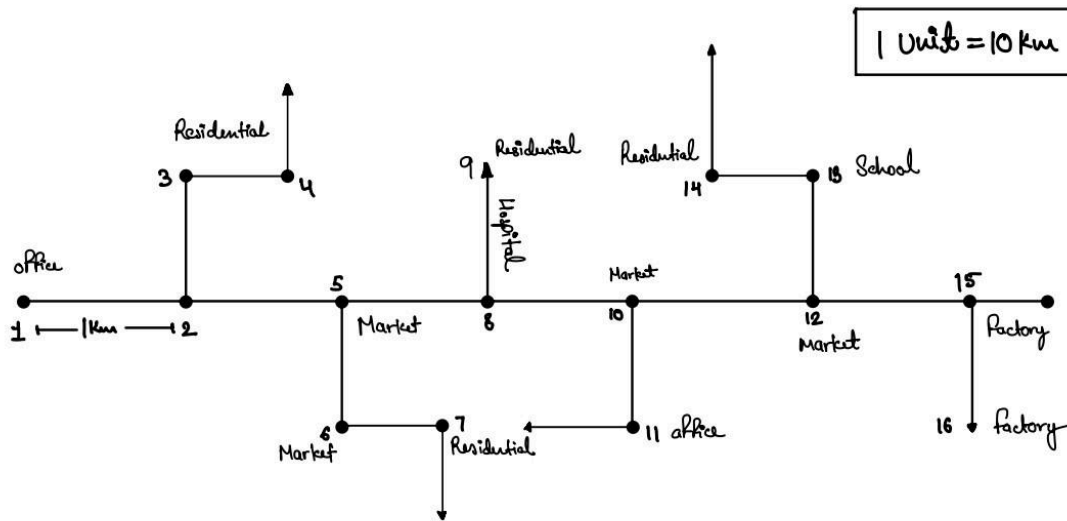 1 Unit = 10 Km
Residential
3
4
9
Residential
Hospital
Residential
14
13 School
office
1
1Km
2
5
Market
8
Market
10
12
Market
15
Factory
6
Market
7
Residential
11 office
16 factory